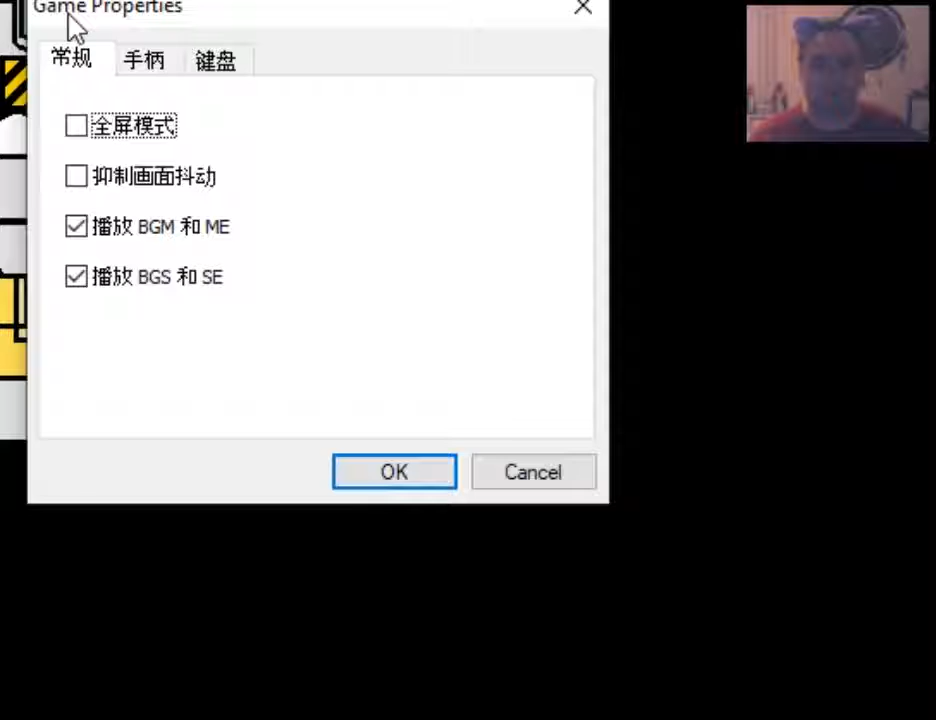 Game Properties
常规 手柄 键盘
全屏模式
抑制画面抖动
播放 BGM 和 ME
播放 BGS 和 SE
OK Cancel